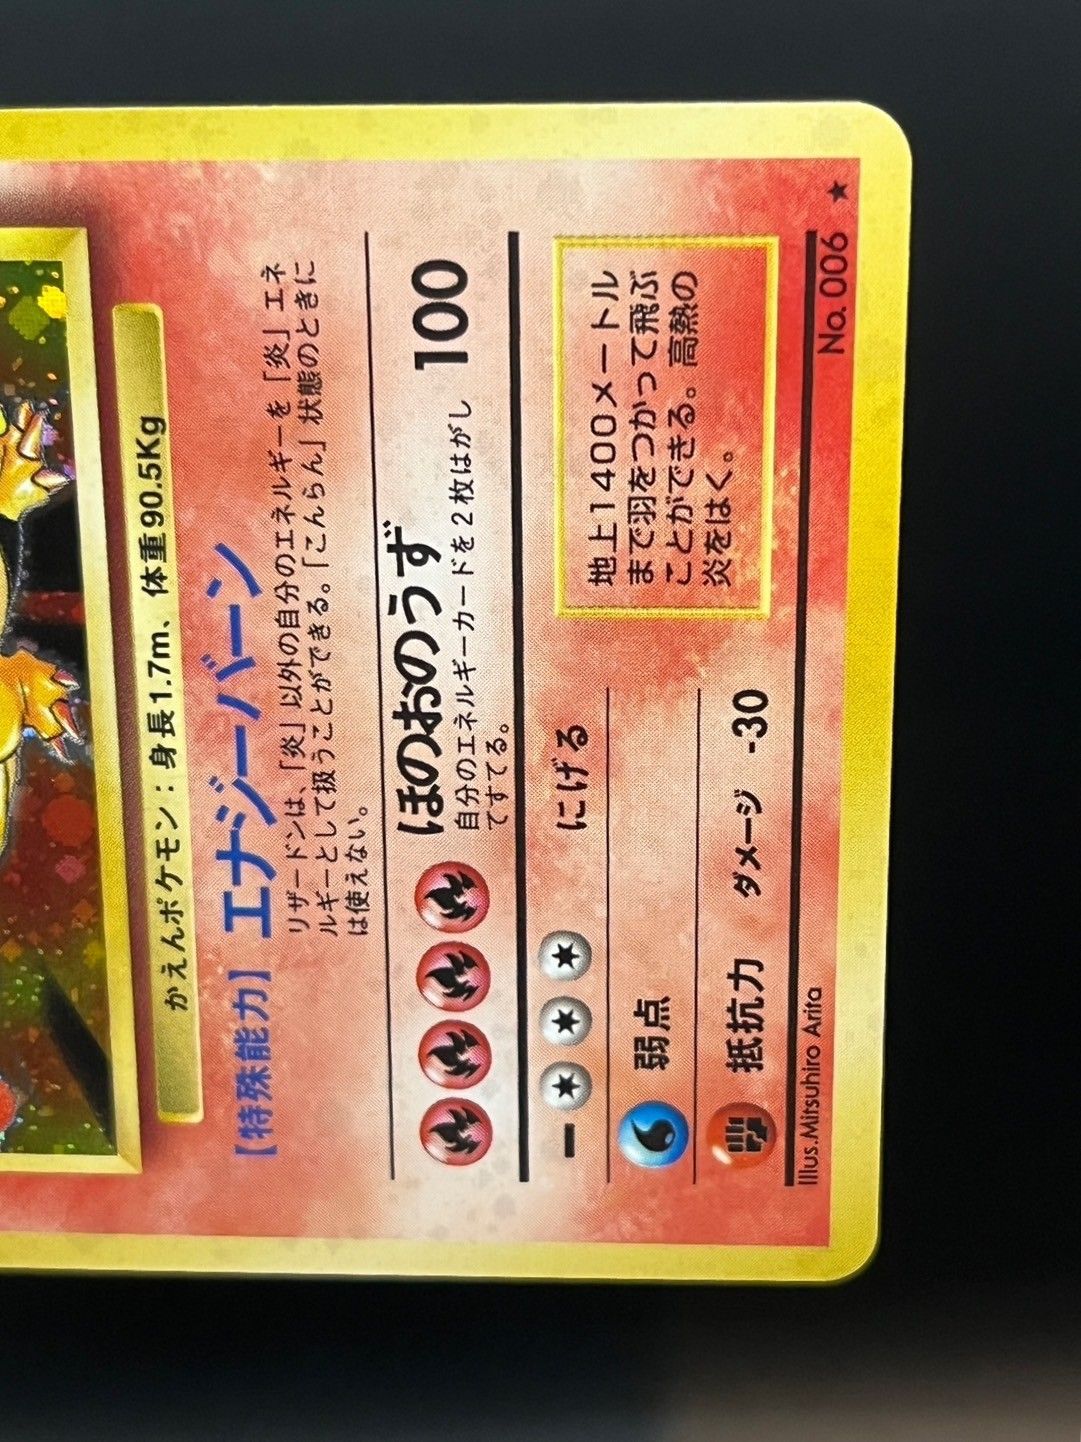 かえんポケモン：身長1.7m、体重90.5Kg
【特殊能力】エナジーバーン
リザードンは、「炎」以外の自分のエネルギーを「炎」エネ
ルギーとして扱うことができる。「こんらん」状態のときに
は使えない。
ほのおのうず 100
自分のエネルギーカードを2枚はがし
てすてる。
ー にげる
弱点
抵抗力 ダメージ -30
地上1400メートル
まで羽をつかって飛ぶ
ことができる。高熱の
炎をはく。
Illus.Mitsuhiro Arita No.006 ★